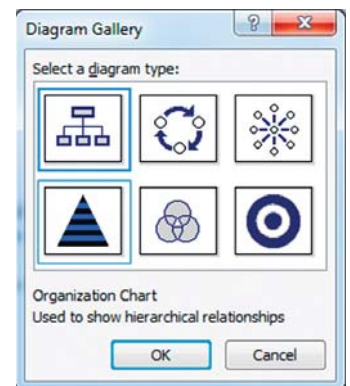 Diagram Gallery
Select a diagram type:
Organization Chart
Used to show hierarchical relationships
OK Cancel